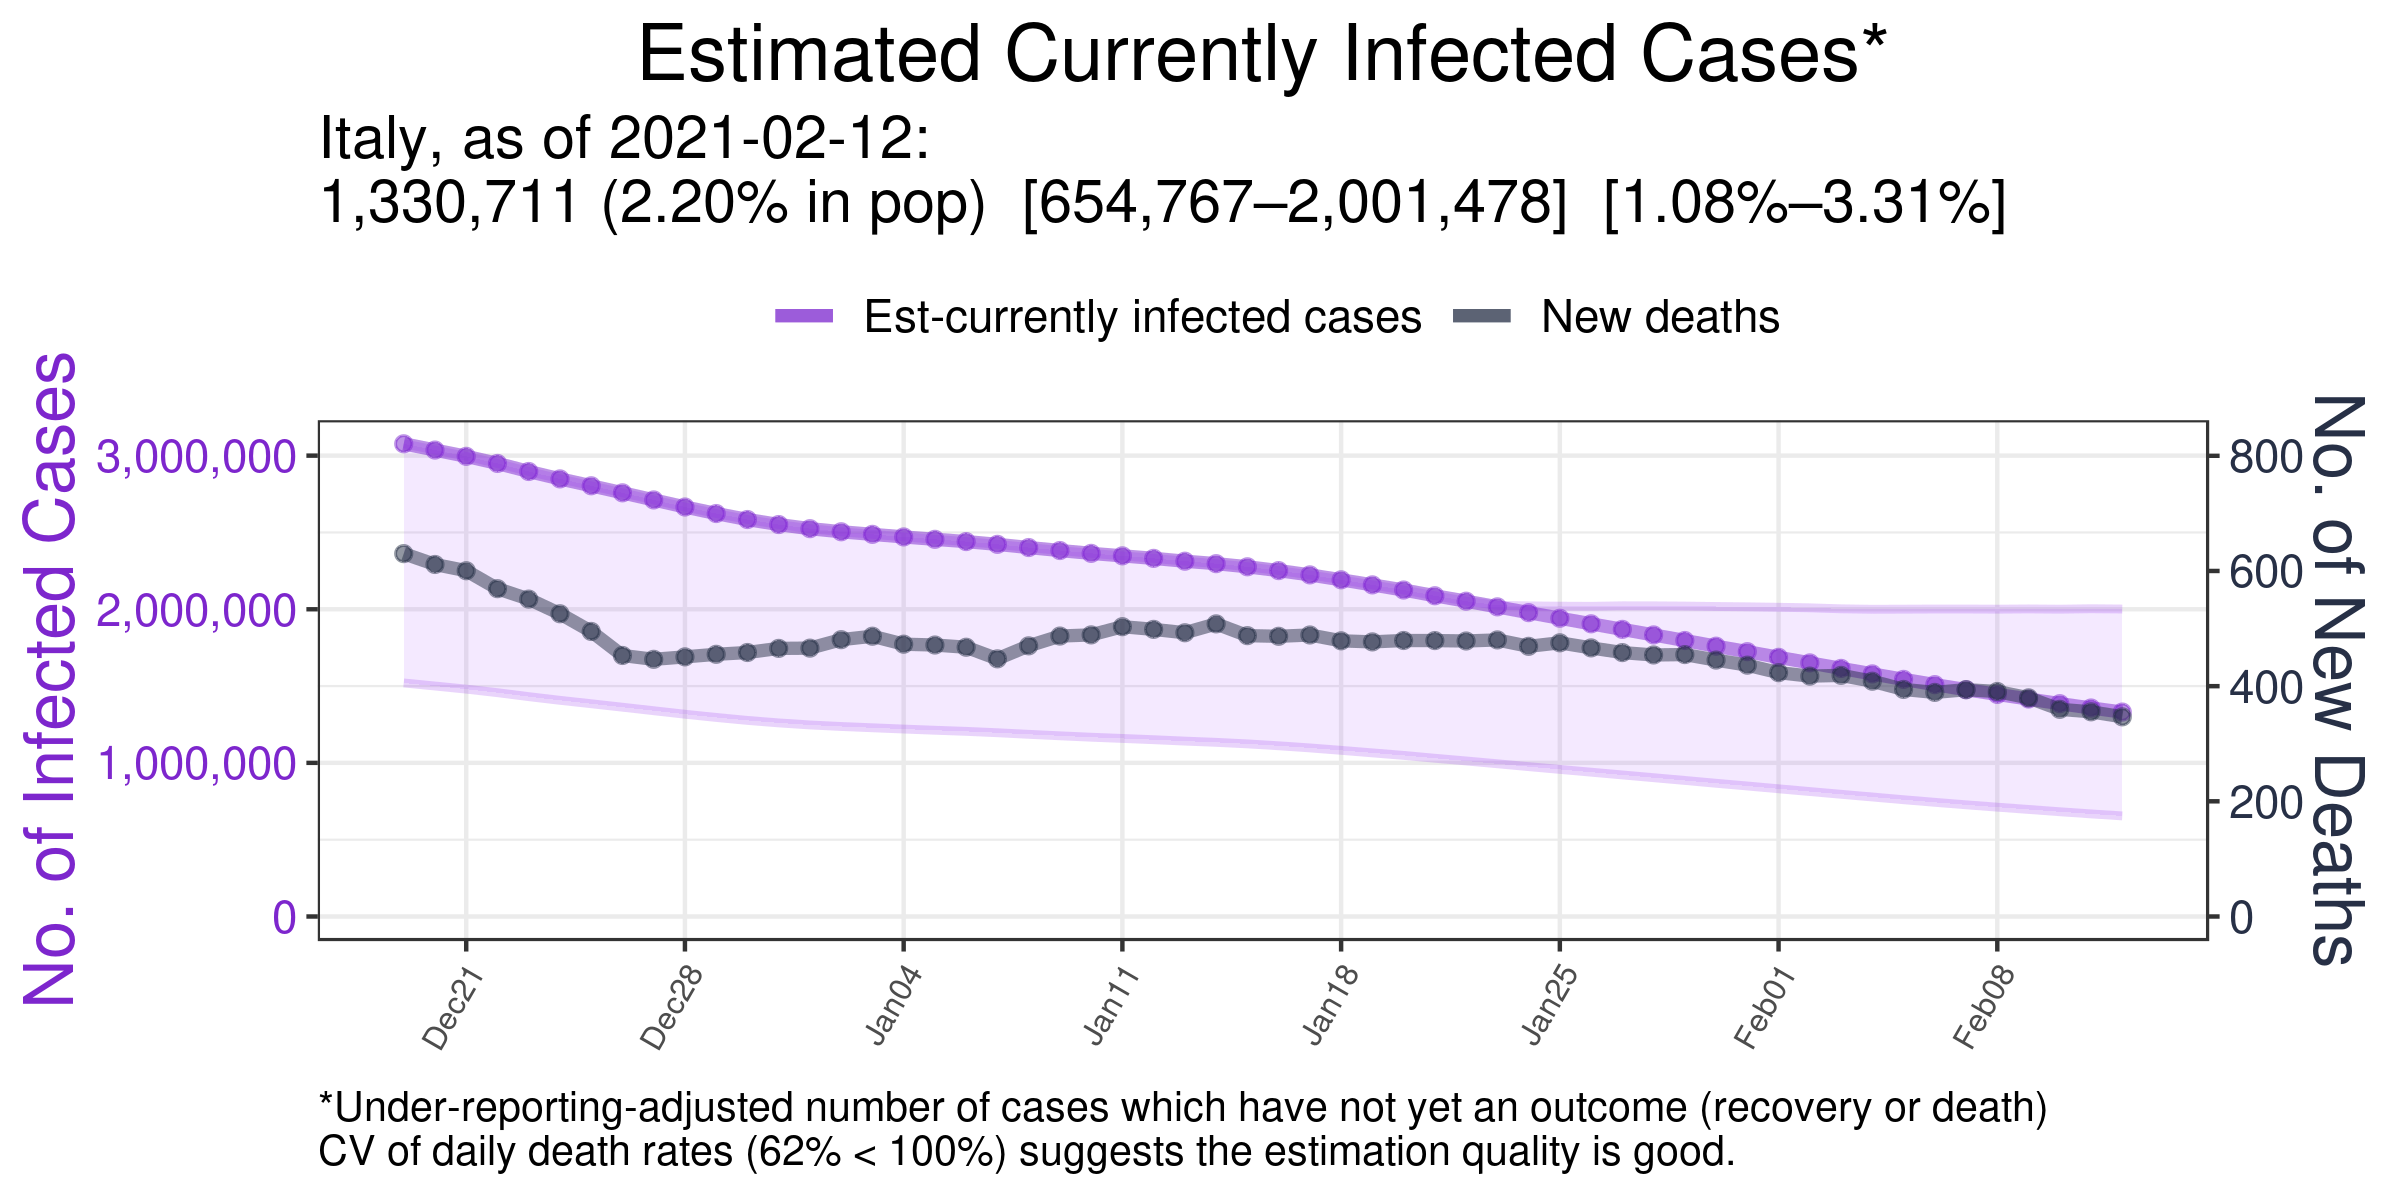 Estimated Currently Infected Cases*
Italy, as of 2021-02-12:
1,330,711 (2.20% in pop)  [654,767–2,001,478]  [1.08%–3.31%]
Est-currently infected cases
New deaths
No. of Infected Cases
3,000,000
2,000,000
1,000,000
0
800
600
400
200
0
No. of New Deaths
Dec21
Dec28
Jan04
Jan11
Jan18
Jan25
Feb01
Feb08
*Under-reporting-adjusted number of cases which have not yet an outcome (recovery or death)
CV of daily death rates (62% < 100%) suggests the estimation quality is good.